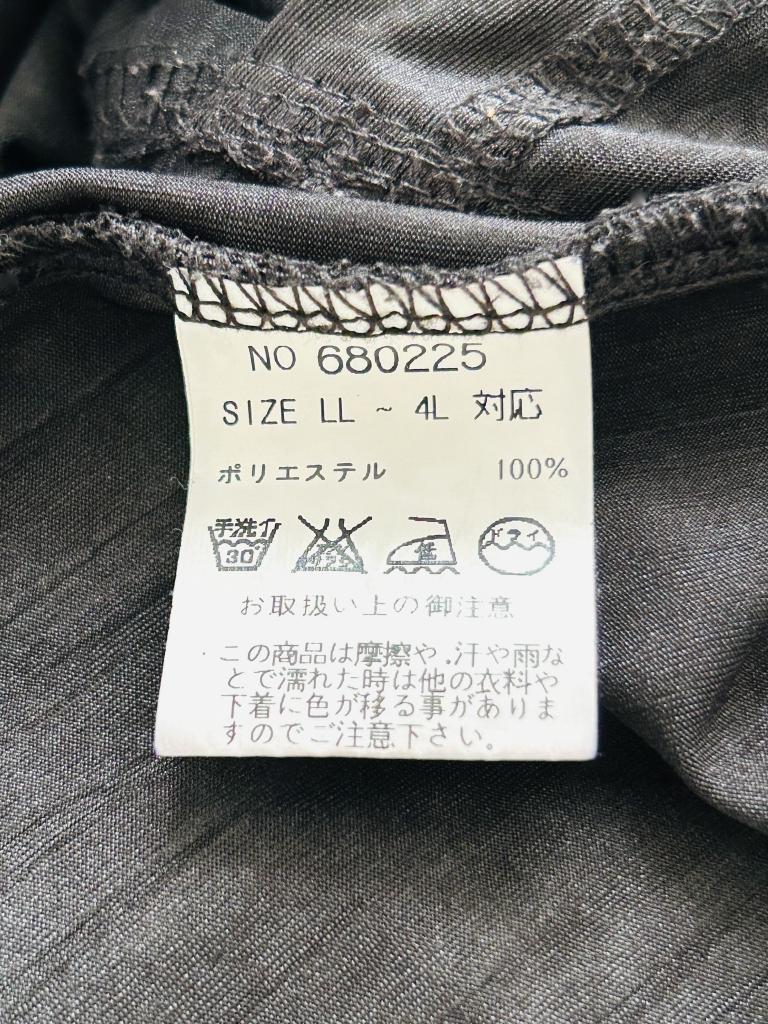 NO 680225
SIZE LL ~ 4L 対応
ポリエステル 100%
手洗イ 30 低 ドライ
お取扱い上の御注意
この商品は摩擦や.汗や雨な
どで濡れた時は他の衣料や
下着に色が移る事がありま
すのでご注意下さい。